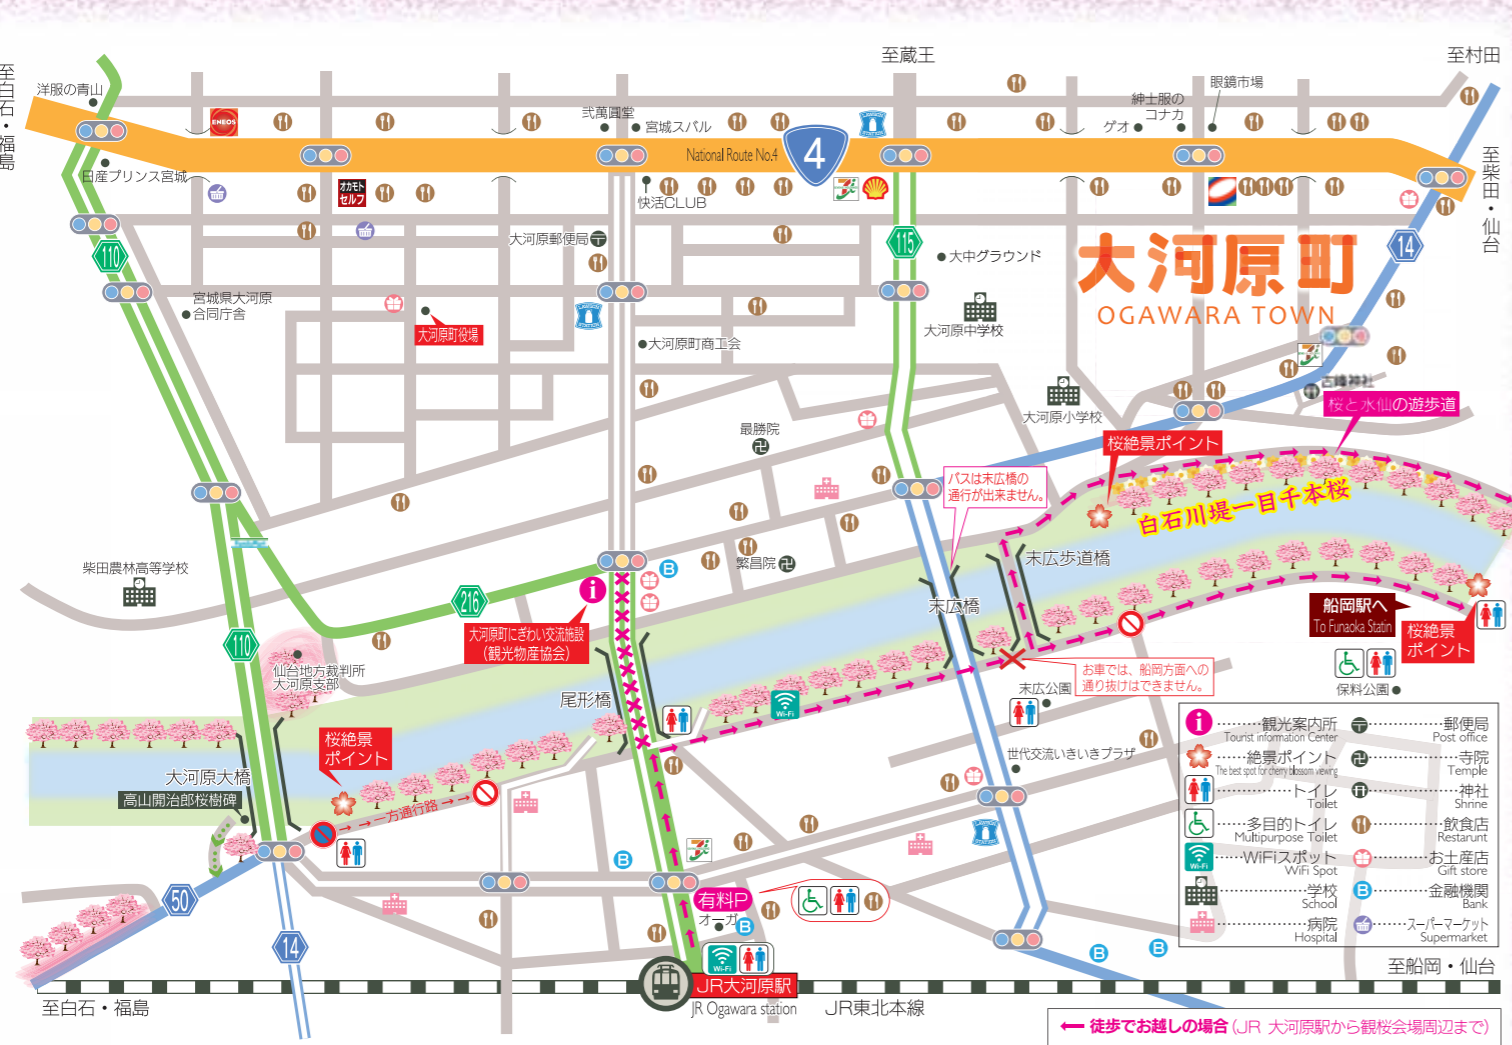 至蔵王
至村田
至白石・福島
洋服の青山
眼鏡市場
紳士服の
コナカ
ゲオ
弐萬圓堂
宮城スバル
ENEOS
National Route No.4
4
至柴田・仙台
日産プリンス宮城
オカモト
セルフ
快活CLUB
大河原郵便局
110
115
14
大中グラウンド
大河原町
OGAWARA TOWN
宮城県大河原
合同庁舎
大河原町役場
大河原町商工会
大河原中学校
大河原小学校
古峰神社
桜と水仙の遊歩道
桜絶景ポイント
最勝院
バスは末広橋の
通行が出来ません。
白石川堤一目千本桜
繁昌院
末広歩道橋
末広橋
柴田農林高等学校
216
大河原町にぎわい交流施設
(観光物産協会)
110
仙台地方裁判所
大河原支部
尾形橋
船岡駅へ
To Funaoka Statin
桜絶景
ポイント
お車では、船岡方面への
通り抜けはできません。
保料公園
末広公園
Wi-Fi
世代交流いきいきプラザ
桜絶景
ポイント
大河原大橋
高山開治郎桜樹碑
→→一方通行路→→
50
14
有料P
オーガ
Wi-Fi
JR大河原駅
JR Ogawara station
JR東北本線
至白石・福島
至船岡・仙台
観光案内所
Tourist information Center
絶景ポイント
The best spot for cherry blossom viewing
トイレ
Toilet
多目的トイレ
Multipurpose Toilet
Wi-Fi
WiFiスポット
WiFi Spot
学校
School
病院
Hospital
郵便局
Post office
寺院
Temple
神社
Shrine
飲食店
Restarunt
お土産店
Gift store
金融機関
Bank
スーパーマーケット
Supermarket
← 徒歩でお越しの場合(JR 大河原駅から観桜会場周辺まで)